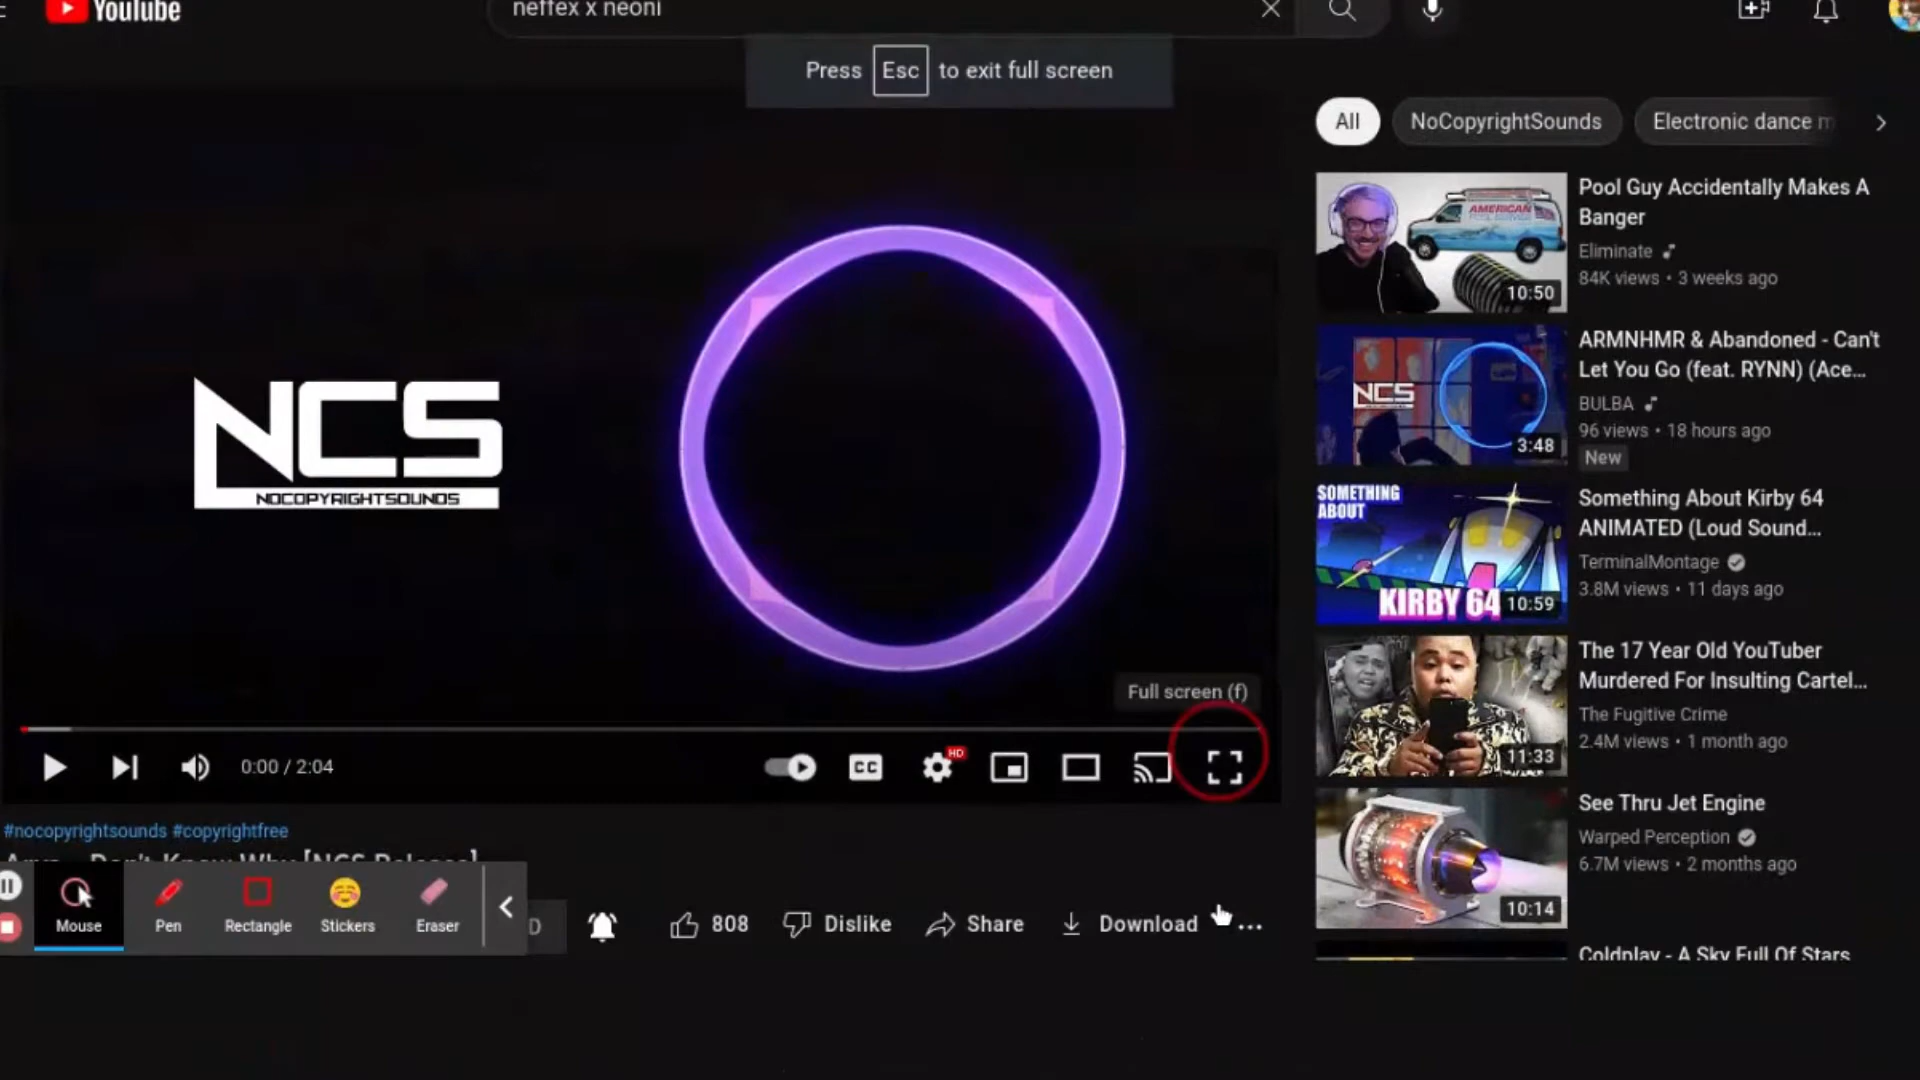 YouTube
neffex x neoni
Press Esc to exit full screen
All
NoCopyrightSounds
Electronic dance m
NCS
NOCOPYRIGHTSOUNDS
Full screen (f)
0:00 / 2:04
CC
HD
#nocopyrightsounds #copyrightfree
Don't Know Why [NCS Release]
Mouse
Pen
Rectangle
Stickers
Eraser
D
808
Dislike
Share
Download
AMERICAN
10:50
Pool Guy Accidentally Makes A
Banger
Eliminate
84K views • 3 weeks ago
NCS
3:48
ARMNHMR & Abandoned - Can't
Let You Go (feat. RYNN) (Ace...
BULBA
96 views • 18 hours ago
New
SOMETHING
ABOUT
KIRBY 64
10:59
Something About Kirby 64
ANIMATED (Loud Sound...
TerminalMontage
3.8M views • 11 days ago
11:33
The 17 Year Old YouTuber
Murdered For Insulting Cartel...
The Fugitive Crime
2.4M views • 1 month ago
10:14
See Thru Jet Engine
Warped Perception
6.7M views • 2 months ago
Coldplay - A Sky Full Of Stars